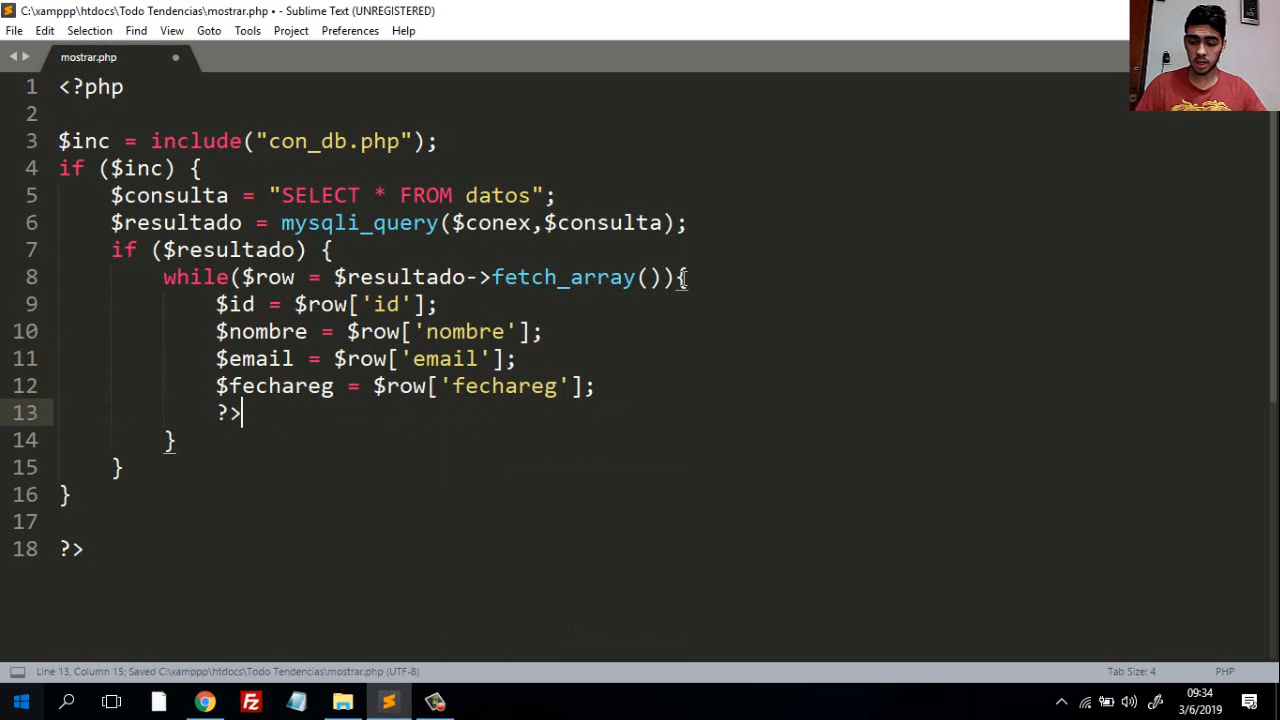 C:\xamppp\htdocs\Todo Tendencias\mostrar.php • - Sublime Text (UNREGISTERED)
File Edit Selection Find View Goto Tools Project Preferences Help
mostrar.php
1 <?php
2
3 $inc = include("con_db.php");
4 if ($inc) {
5 $consulta = "SELECT * FROM datos";
6 $resultado = mysqli_query($conex,$consulta);
7 if ($resultado) {
8 while($row = $resultado->fetch_array()){
9 $id = $row['id'];
10 $nombre = $row['nombre'];
11 $email = $row['email'];
12 $fechareg = $row['fechareg'];
13 ?>
14 }
15 }
16 }
17
18 ?>
Line 13, Column 15; Saved C:\xamppp\htdocs\Todo Tendencias\mostrar.php (UTF-8) Tab Size: 4 PHP
09:34
3/6/2019